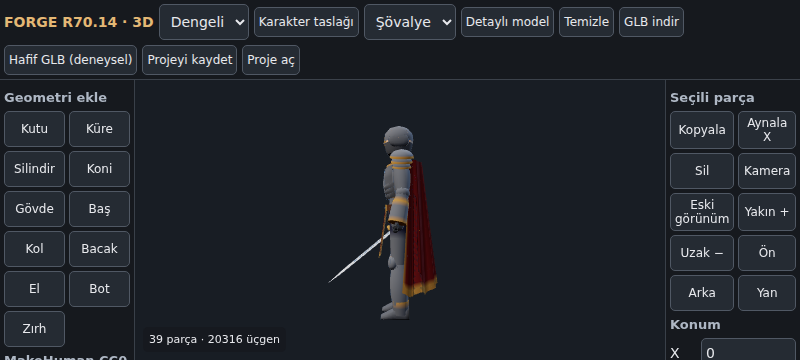 FORGE R70.14 · 3D Dengeli Karakter taslağı Şövalye Detaylı model Temizle GLB indir
Hafif GLB (deneysel) Projeyi kaydet Proje aç
Geometri ekle
Kutu Küre
Silindir Koni
Gövde Baş
Kol Bacak
El Bot
Zırh
MakeHuman CC0
39 parça · 20316 üçgen
Seçili parça
Kopyala Aynala X
Sil Kamera
Eski görünüm Yakın +
Uzak − Ön
Arka Yan
Konum
X 0